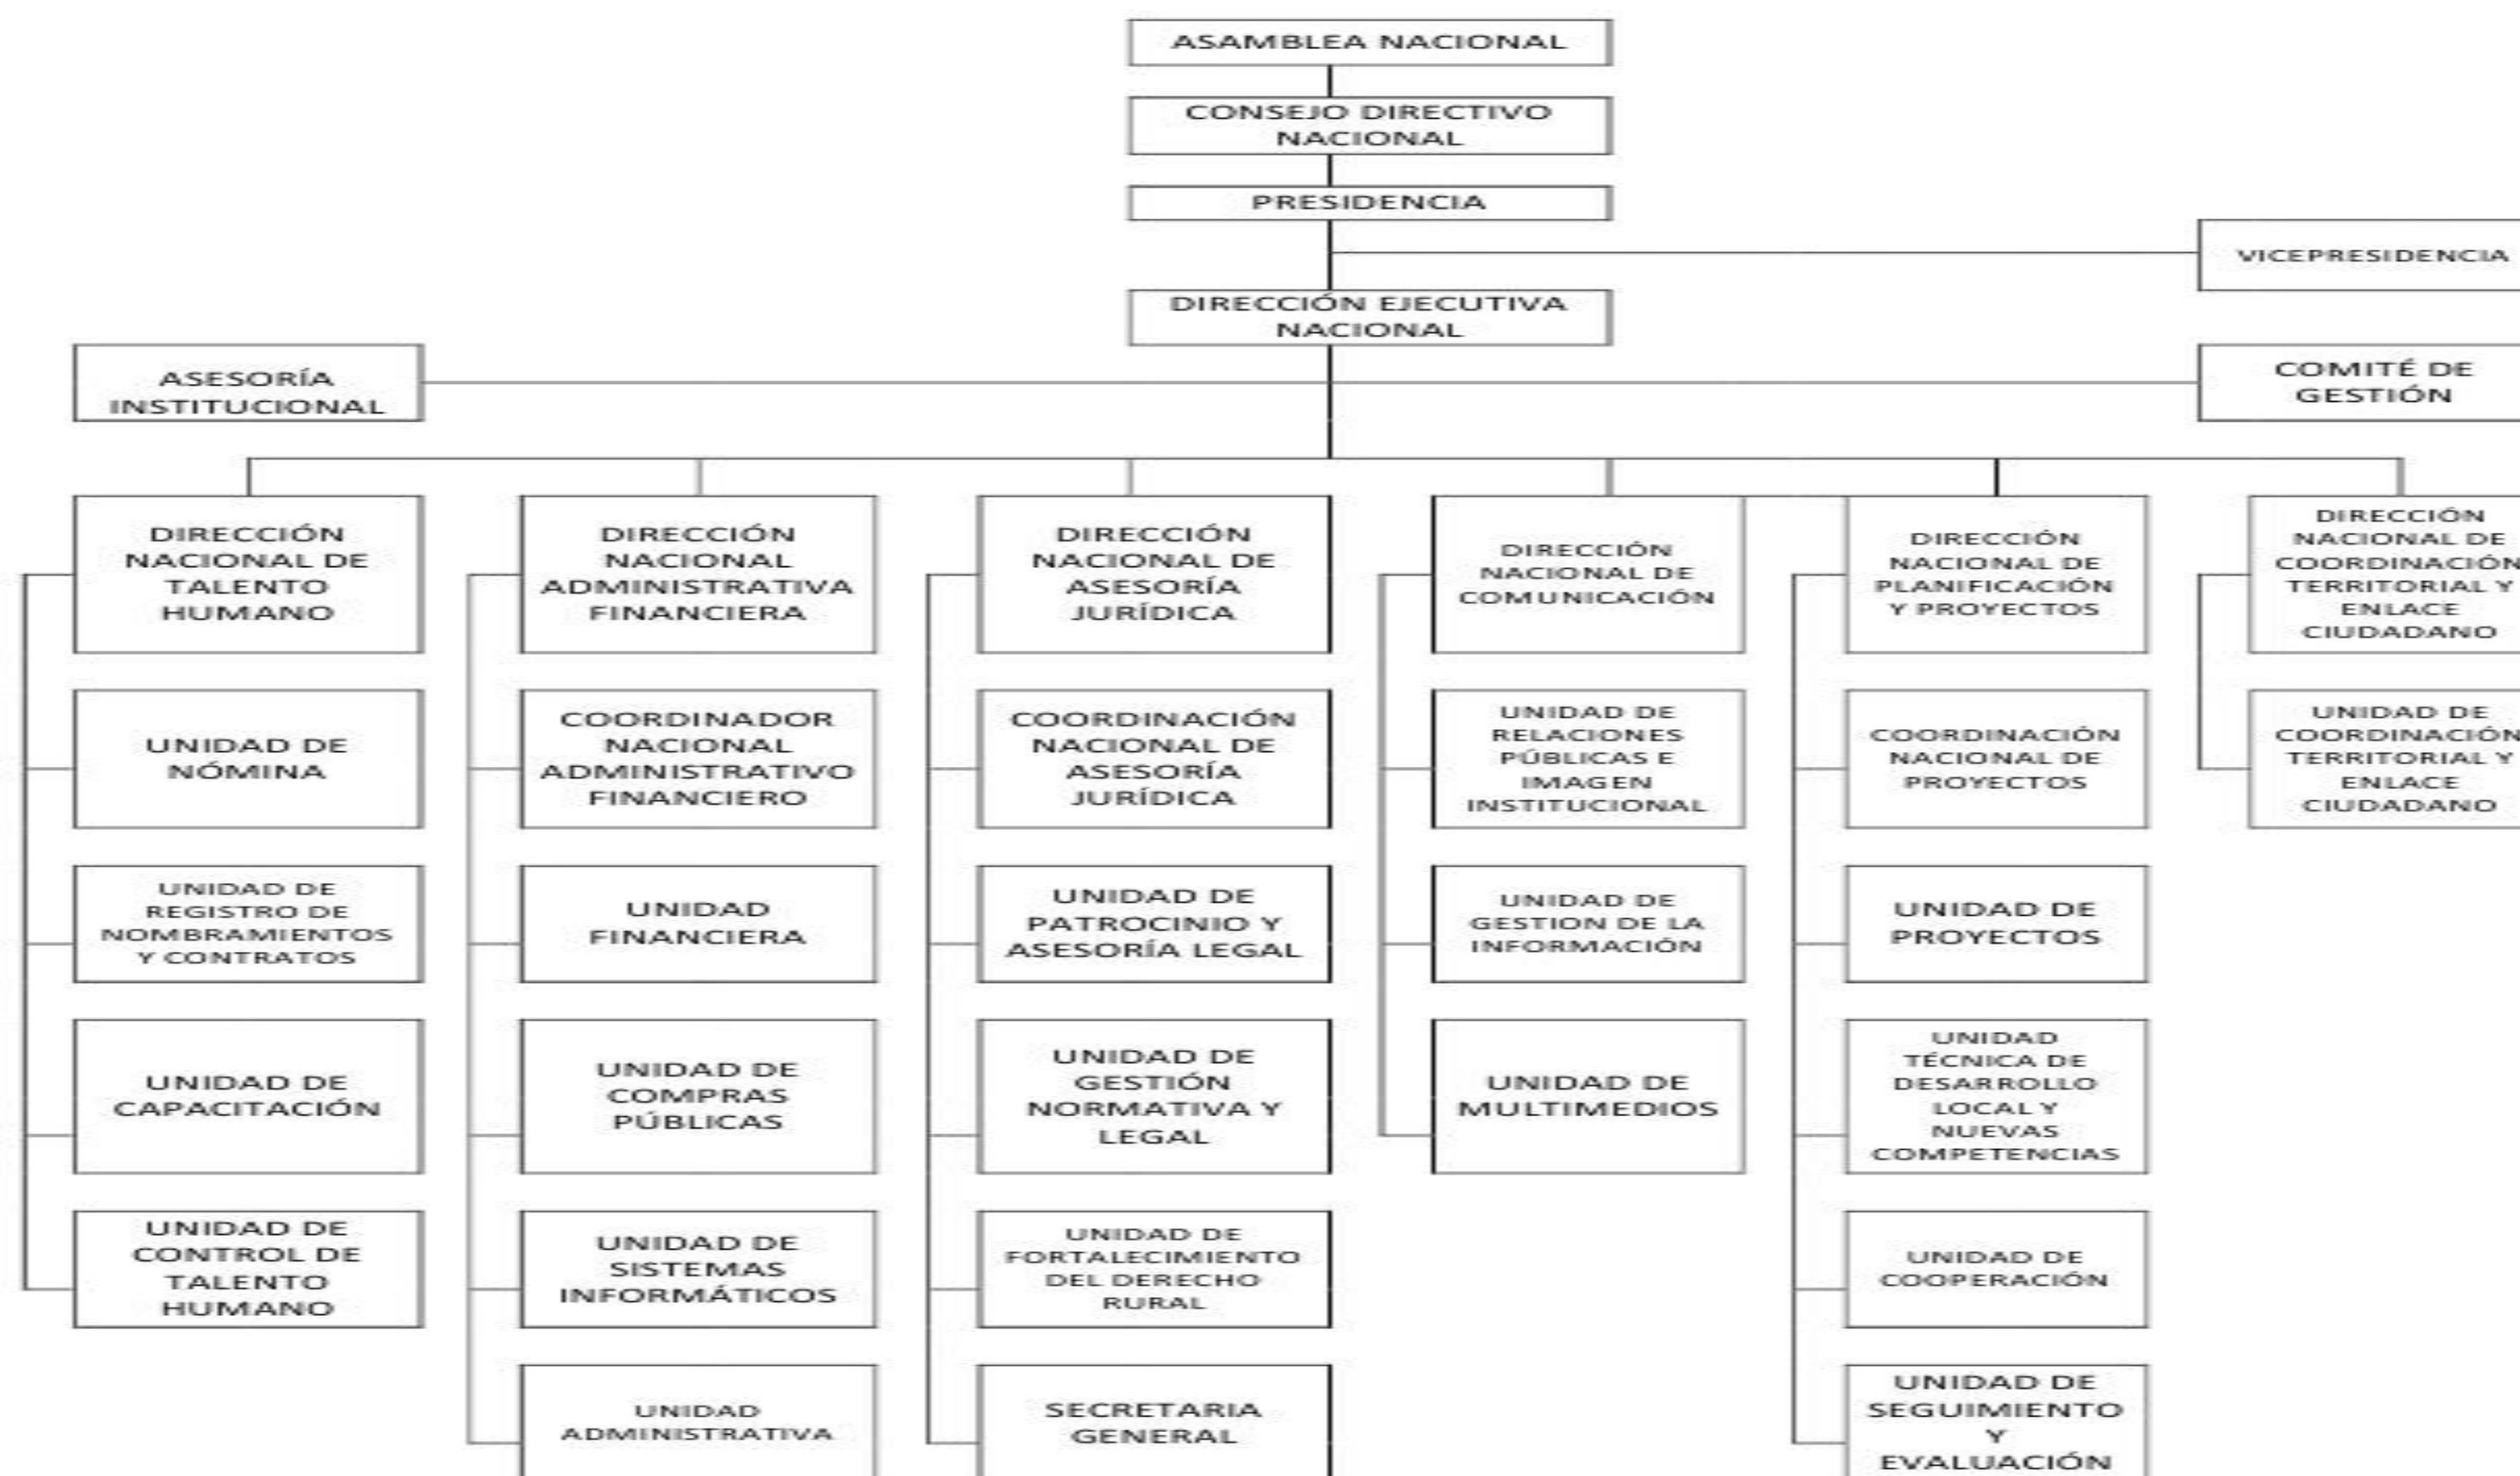 ASAMBLEA NACIONAL
CONSEJO DIRECTIVO
NACIONAL
PRESIDENCIA
VICEPRESIDENCIA
DIRECCIÓN EJECUTIVA
NACIONAL
ASESORÍA
INSTITUCIONAL
COMITÉ DE
GESTIÓN
DIRECCIÓN
NACIONAL DE
TALENTO
HUMANO
UNIDAD DE
NÓMINA
UNIDAD DE
REGISTRO DE
NOMBRAMIENTOS
Y CONTRATOS
UNIDAD DE
CAPACITACIÓN
UNIDAD DE
CONTROL DE
TALENTO
HUMANO
DIRECCIÓN
NACIONAL
ADMINISTRATIVA
FINANCIERA
COORDINADOR
NACIONAL
ADMINISTRATIVO
FINANCIERO
UNIDAD
FINANCIERA
UNIDAD DE
COMPRAS
PÚBLICAS
UNIDAD DE
SISTEMAS
INFORMÁTICOS
UNIDAD
ADMINISTRATIVA
DIRECCIÓN
NACIONAL DE
ASESORÍA
JURÍDICA
COORDINACIÓN
NACIONAL DE
ASESORÍA
JURÍDICA
UNIDAD DE
PATROCINIO Y
ASESORÍA LEGAL
UNIDAD DE
GESTIÓN
NORMATIVA Y
LEGAL
UNIDAD DE
FORTALECIMIENTO
DEL DERECHO
RURAL
SECRETARIA
GENERAL
DIRECCIÓN
NACIONAL DE
COMUNICACIÓN
UNIDAD DE
RELACIONES
PÚBLICAS E
IMAGEN
INSTITUCIONAL
UNIDAD DE
GESTION DE LA
INFORMACIÓN
UNIDAD DE
MULTIMEDIOS
DIRECCIÓN
NACIONAL DE
PLANIFICACIÓN
Y PROYECTOS
COORDINACIÓN
NACIONAL DE
PROYECTOS
UNIDAD DE
PROYECTOS
UNIDAD
TÉCNICA DE
DESARROLLO
LOCAL Y
NUEVAS
COMPETENCIAS
UNIDAD DE
COOPERACIÓN
UNIDAD DE
SEGUIMIENTO
Y
EVALUACIÓN
DIRECCIÓN
NACIONAL DE
COORDINACIÓN
TERRITORIAL Y
ENLACE
CIUDADANO
UNIDAD DE
COORDINACIÓN
TERRITORIAL Y
ENLACE
CIUDADANO